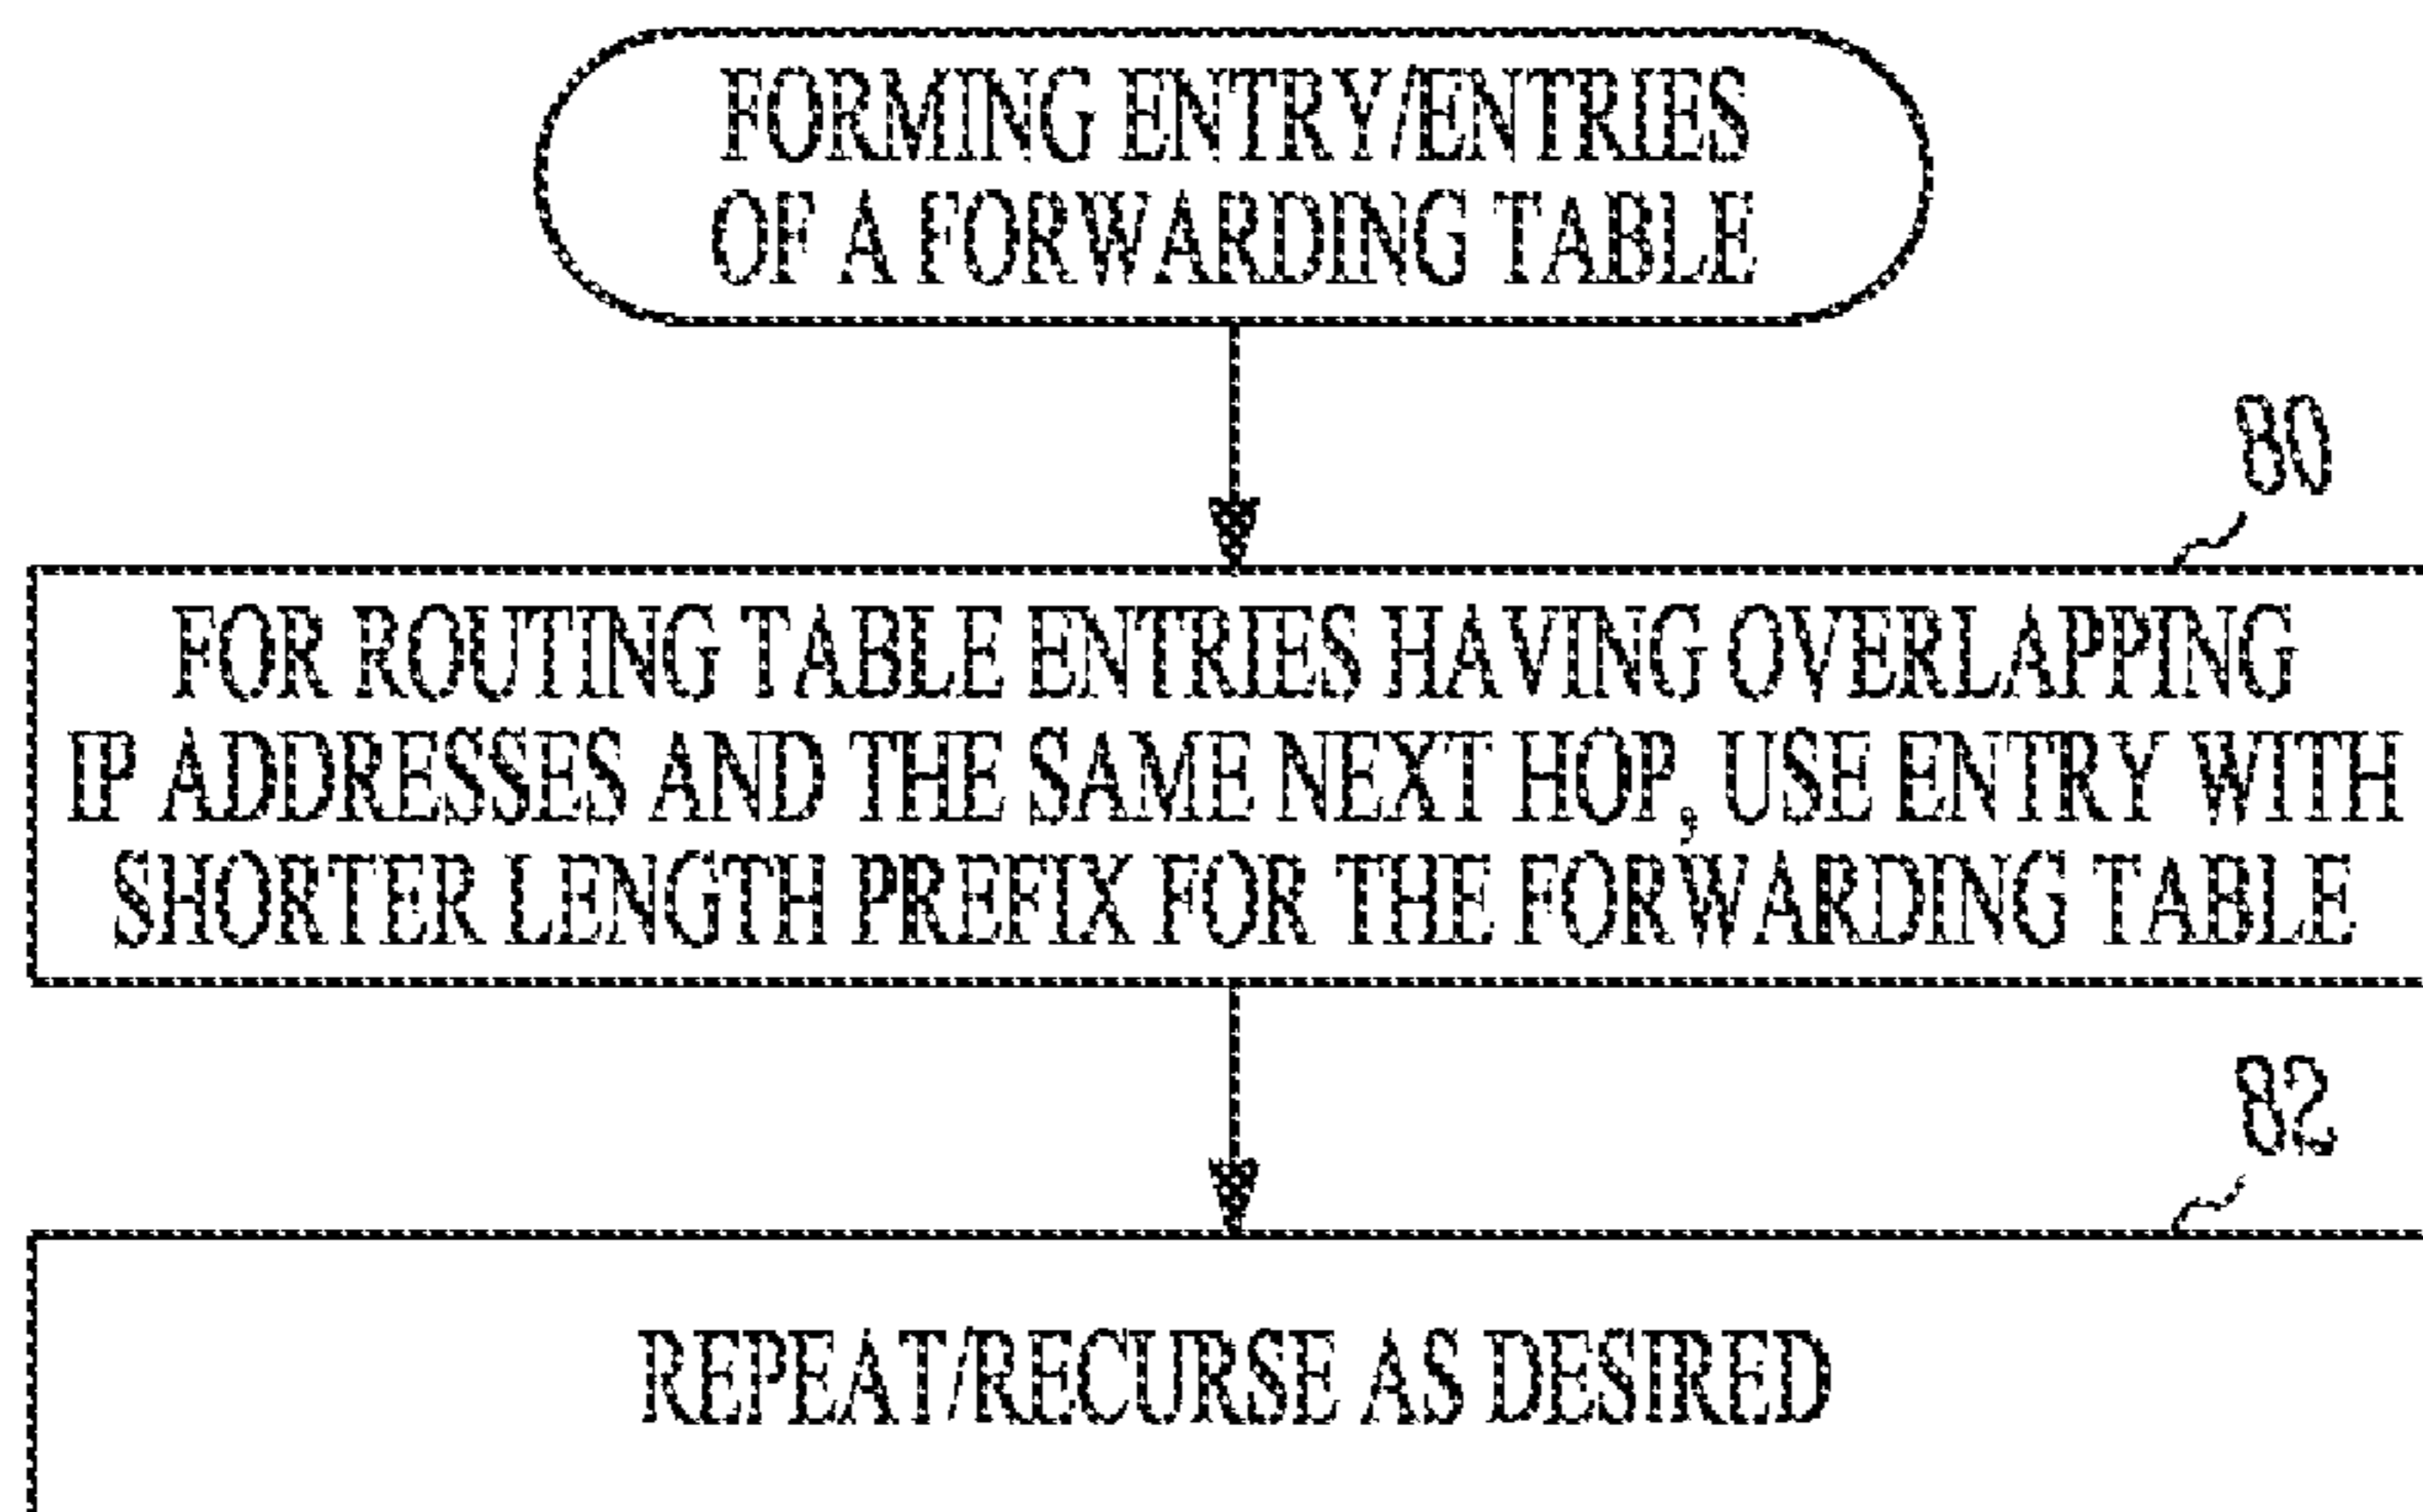 FORMING ENTRY/ENTRIES
OF A FORWARDING TABLE
80
FOR ROUTING TABLE ENTRIES HAVING OVERLAPPING
IP ADDRESSES AND THE SAME NEXT HOP, USE ENTRY WITH
SHORTER LENGTH PREFIX FOR THE FORWARDING TABLE
82
REPEAT/RECURSE AS DESIRED